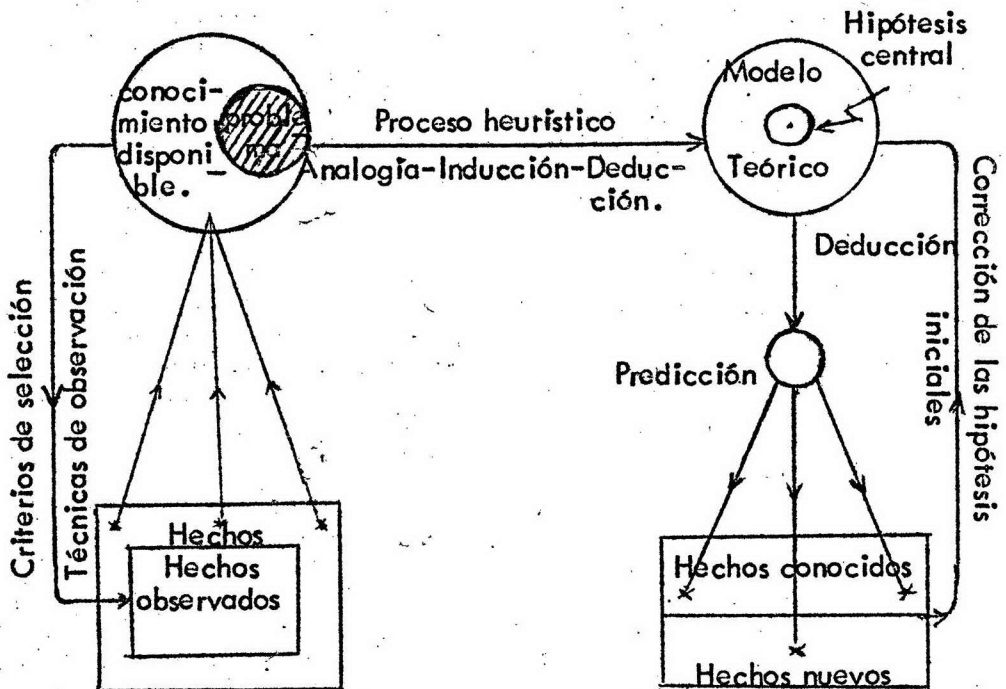 conoci-
miento
disponi-
ble.
proble-
ma
Proceso heurístico
Analogía-Inducción-Deduc-
ción.
Hipótesis
central
Modelo
Teórico
Deducción
Predicción
Criterios de selección
Técnicas de observación
Hechos
Hechos
observados
Hechos conocidos
Hechos nuevos
Corrección de las hipótesis
iniciales